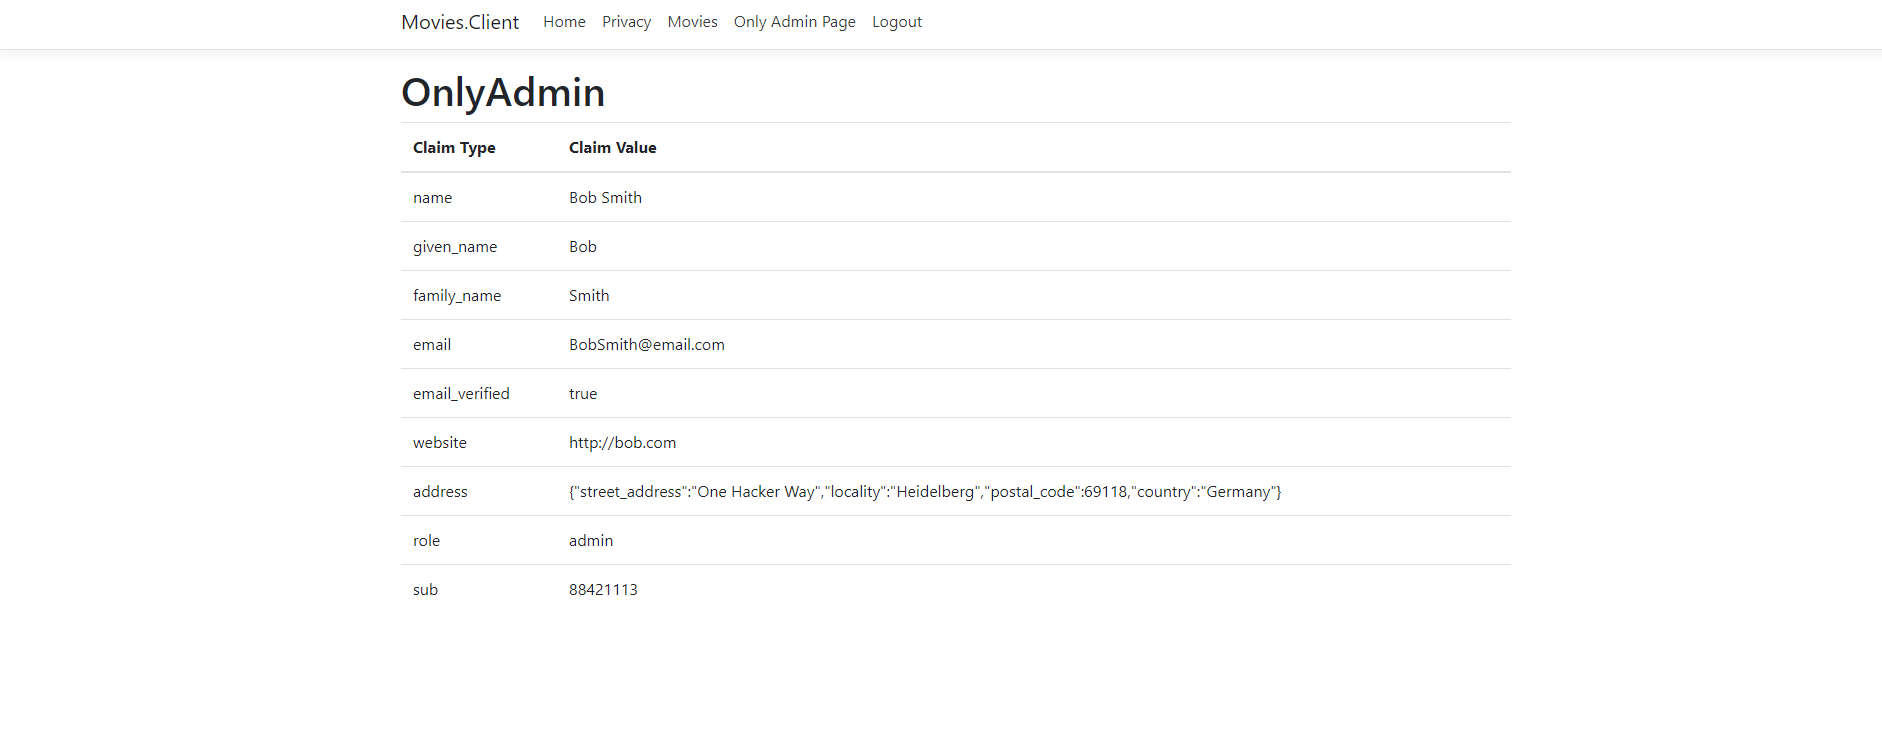 Movies.Client Home Privacy Movies Only Admin Page Logout
OnlyAdmin
Claim Type Claim Value
name Bob Smith
given_name Bob
family_name Smith
email BobSmith@email.com
email_verified true
website http://bob.com
address {"street_address":"One Hacker Way","locality":"Heidelberg","postal_code":69118,"country":"Germany"}
role admin
sub 88421113